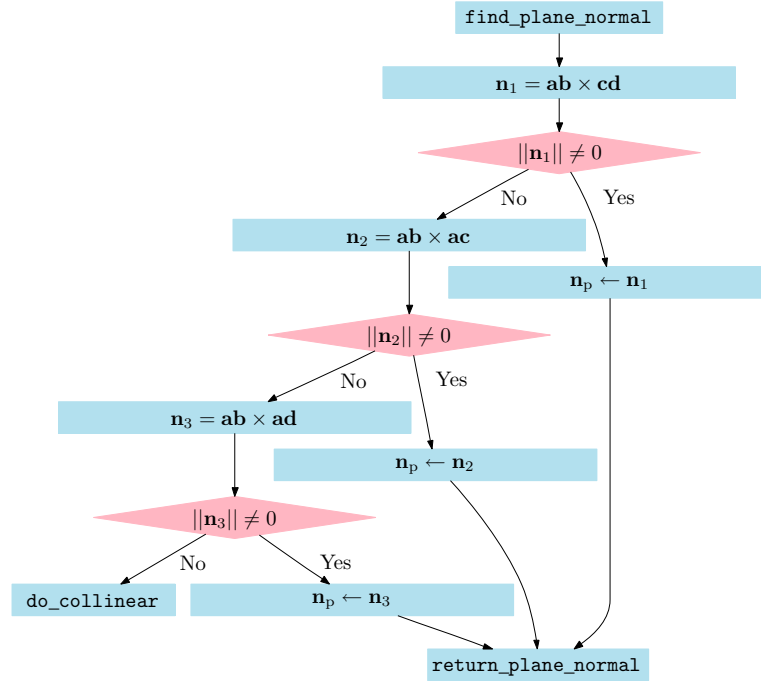 find_plane_normal
n₁ = ab × cd
||n₁|| ≠ 0
No
Yes
n₂ = ab × ac
nₚ ← n₁
||n₂|| ≠ 0
No
Yes
n₃ = ab × ad
nₚ ← n₂
||n₃|| ≠ 0
No
Yes
do_collinear
nₚ ← n₃
return_plane_normal